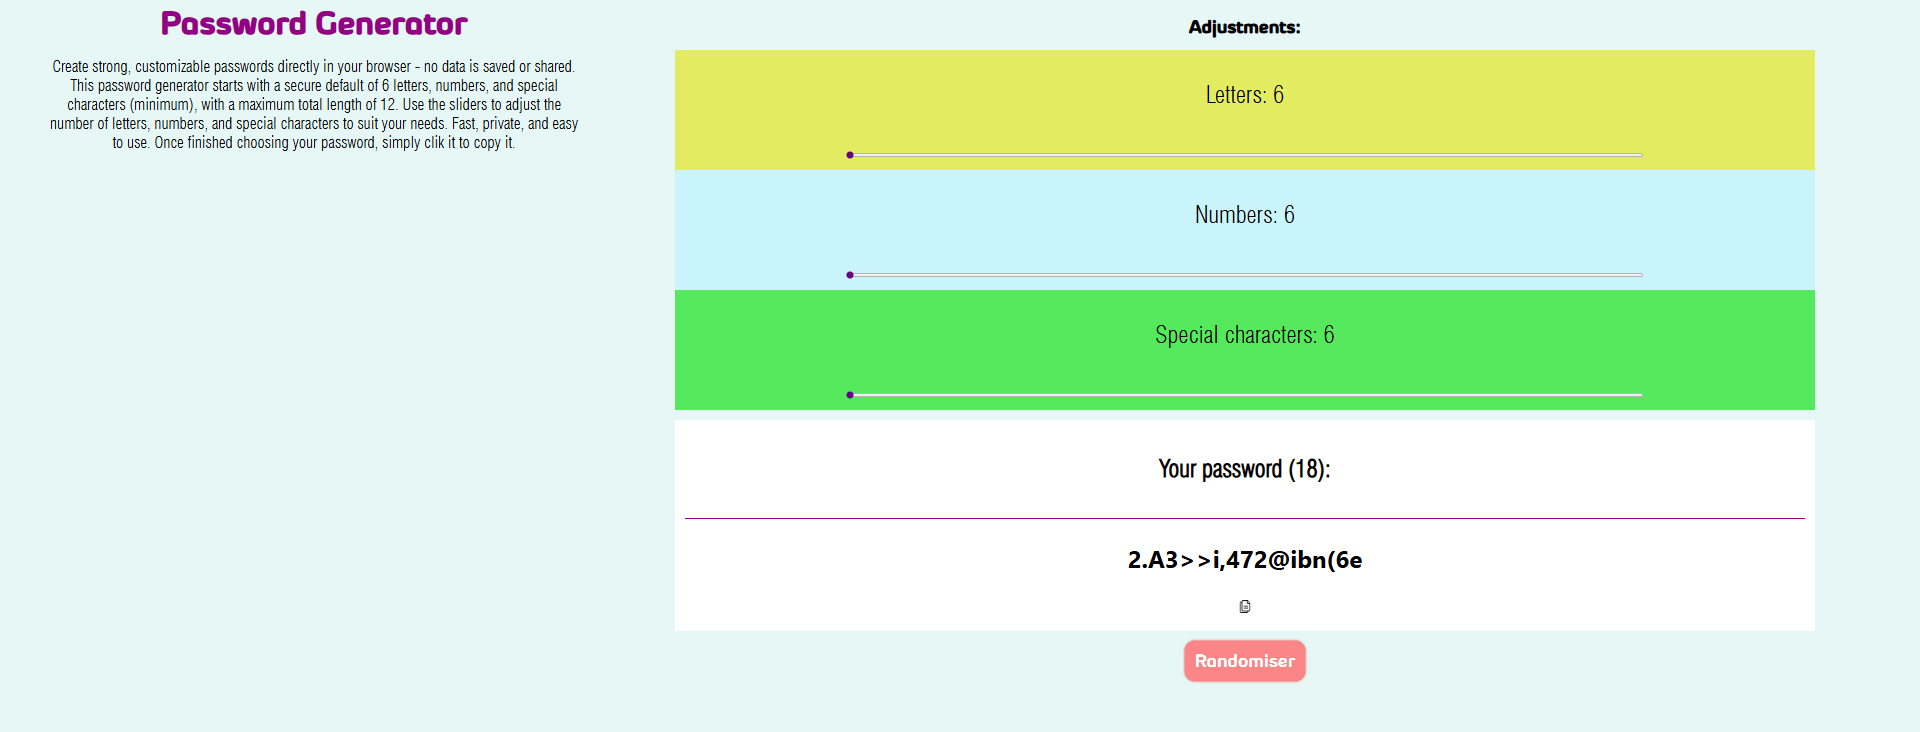 Password Generator
Create strong, customizable passwords directly in your browser - no data is saved or shared.
This password generator starts with a secure default of 6 letters, numbers, and special
characters (minimum), with a maximum total length of 12. Use the sliders to adjust the
number of letters, numbers, and special characters to suit your needs. Fast, private, and easy
to use. Once finished choosing your password, simply clik it to copy it.
Adjustments:
Letters: 6
Numbers: 6
Special characters: 6
Your password (18):
2.A3>>i,472@ibn(6e
Randomiser